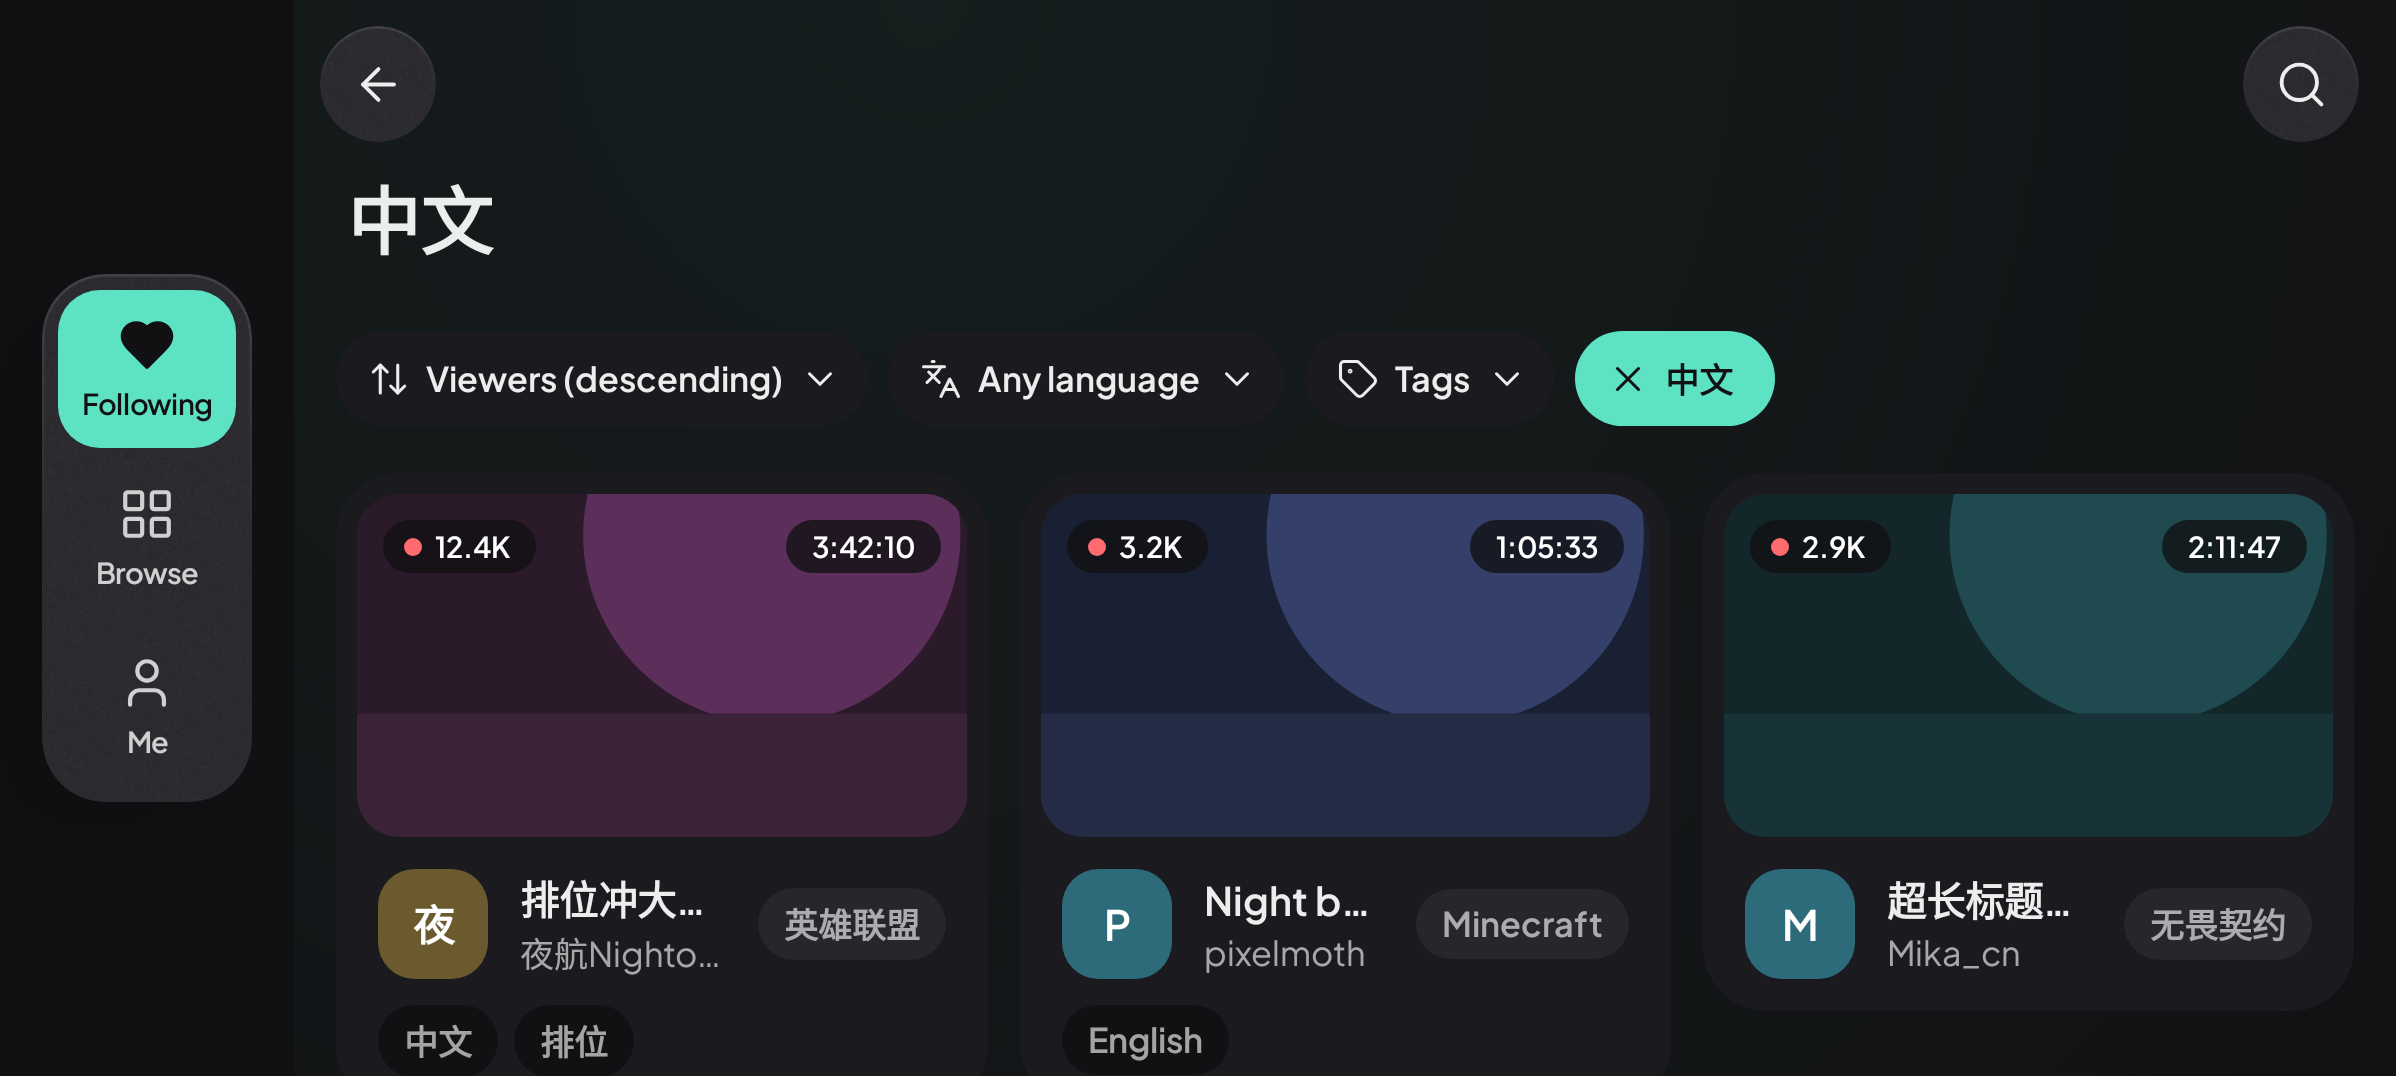 中文
Following
Browse
Me
Viewers (descending)
Any language
Tags
中文
12.4K
3:42:10
3.2K
1:05:33
2.9K
2:11:47
夜
排位冲大...
夜航Nighto...
英雄联盟
P
Night b...
pixelmoth
Minecraft
M
超长标题...
Mika_cn
无畏契约
中文
排位
English